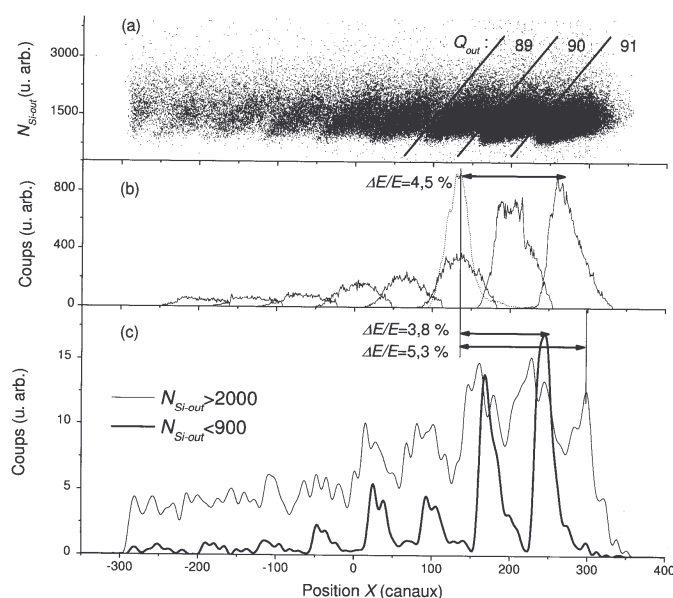 (a)
Q_out : 89 90 91
N_Si-out (u. arb.)
3000
1500
(b)
ΔE/E=4,5 %
Coups (u. arb.)
800
400
0
(c)
ΔE/E=3,8 %
ΔE/E=5,3 %
N_Si-out>2000
N_Si-out<900
Coups (u. arb.)
15
10
5
0
-300 -200 -100 0 100 200 300 400
Position X (canaux)